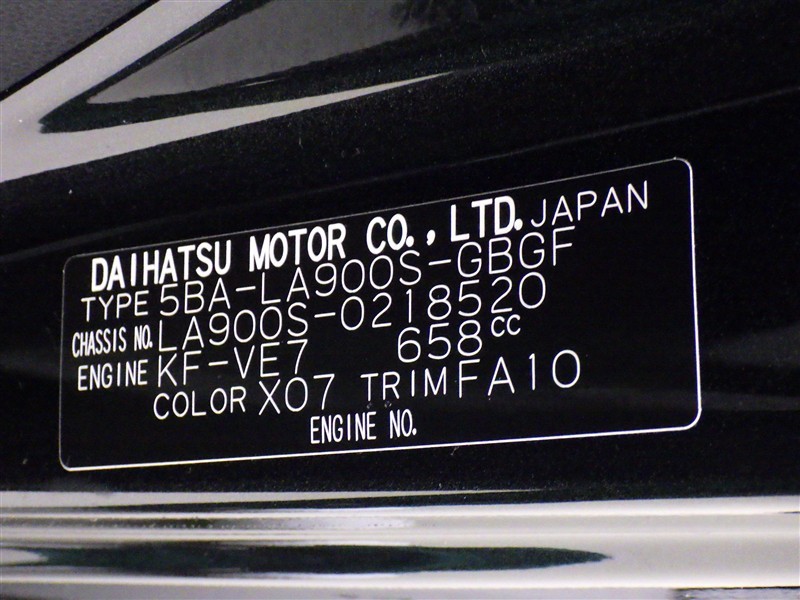 DAIHATSU MOTOR CO., LTD. JAPAN
TYPE 5BA-LA900S-GBGF
CHASSIS NO. LA900S-0218520
ENGINE KF-VE7 658cc
COLOR X07 TRIM FA10
ENGINE NO.